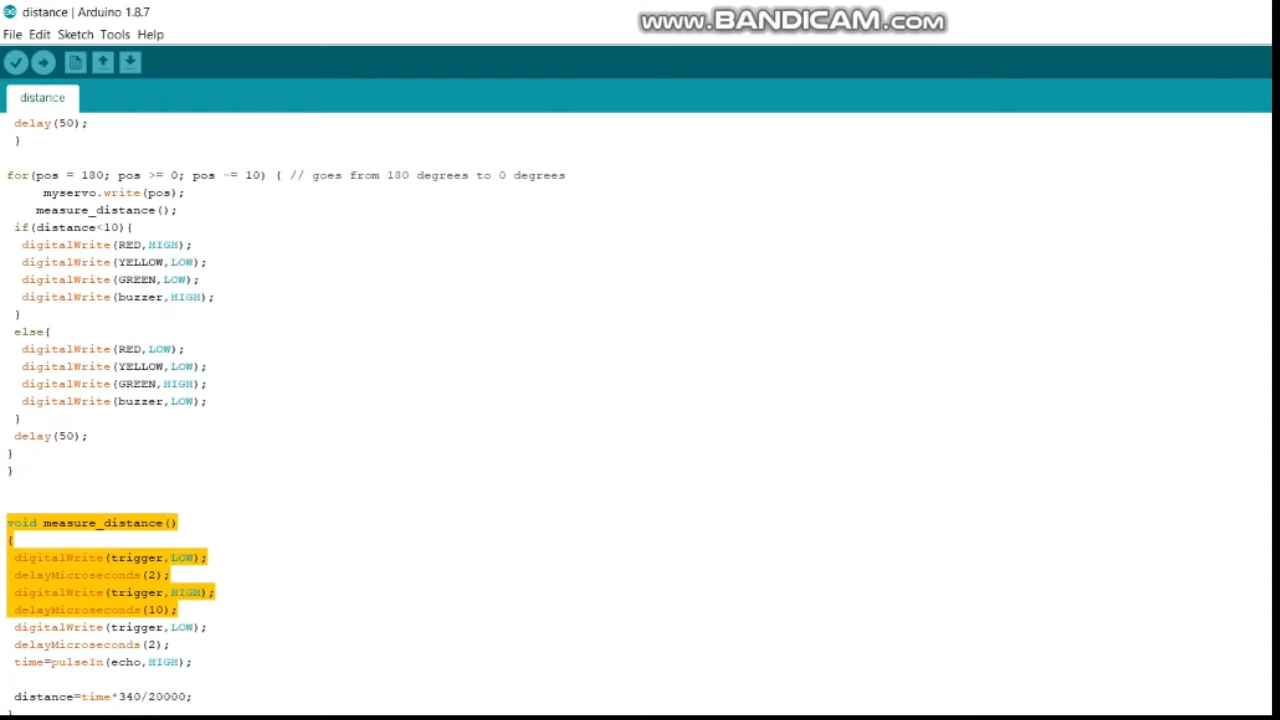 distance | Arduino 1.8.7
www.BANDICAM.com
File Edit Sketch Tools Help
distance
delay(50);
}
for(pos = 180; pos >= 0; pos -= 10) { // goes from 180 degrees to 0 degrees
myservo.write(pos);
measure_distance();
if(distance<10){
digitalWrite(RED,HIGH);
digitalWrite(YELLOW,LOW);
digitalWrite(GREEN,LOW);
digitalWrite(buzzer,HIGH);
}
else{
digitalWrite(RED,LOW);
digitalWrite(YELLOW,LOW);
digitalWrite(GREEN,HIGH);
digitalWrite(buzzer,LOW);
}
delay(50);
}
}
void measure_distance()
{
digitalWrite(trigger,LOW);
delayMicroseconds(2);
digitalWrite(trigger,HIGH);
delayMicroseconds(10);
digitalWrite(trigger,LOW);
delayMicroseconds(2);
time=pulseIn(echo,HIGH);
distance=time*340/20000;
}